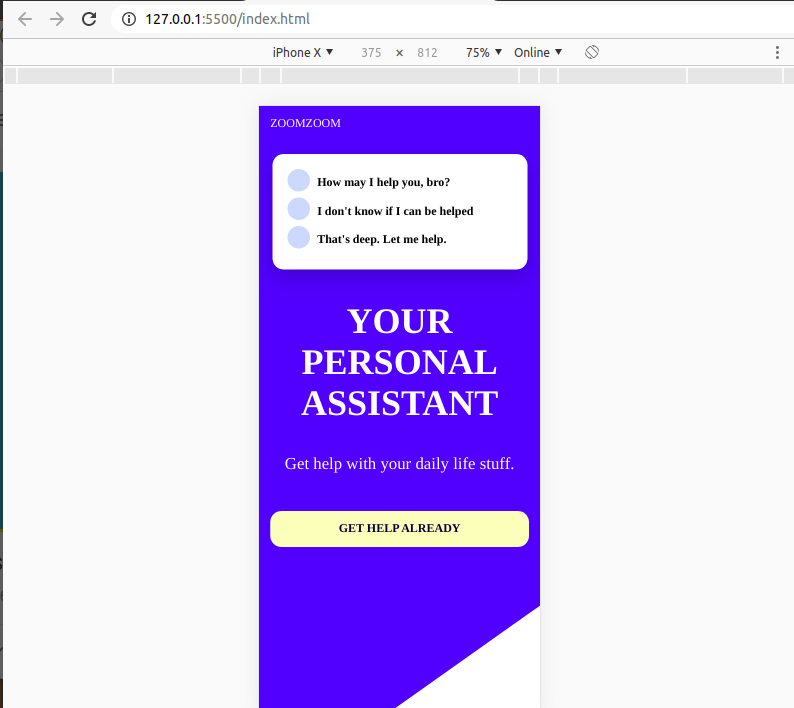 127.0.0.1:5500/index.html
iPhone X 375 × 812 75% Online
ZOOMZOOM
How may I help you, bro?
I don't know if I can be helped
That's deep. Let me help.
YOUR
PERSONAL
ASSISTANT
Get help with your daily life stuff.
GET HELP ALREADY